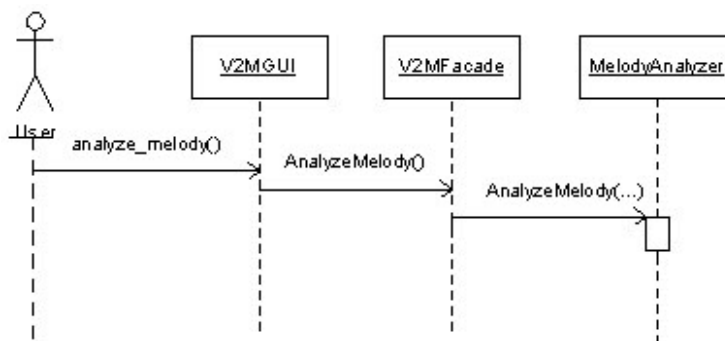 V2MGUI
V2MFacade
MelodyAnalyzer
User
analyze_melody()
AnalyzeMelody()
AnalyzeMelody(...)